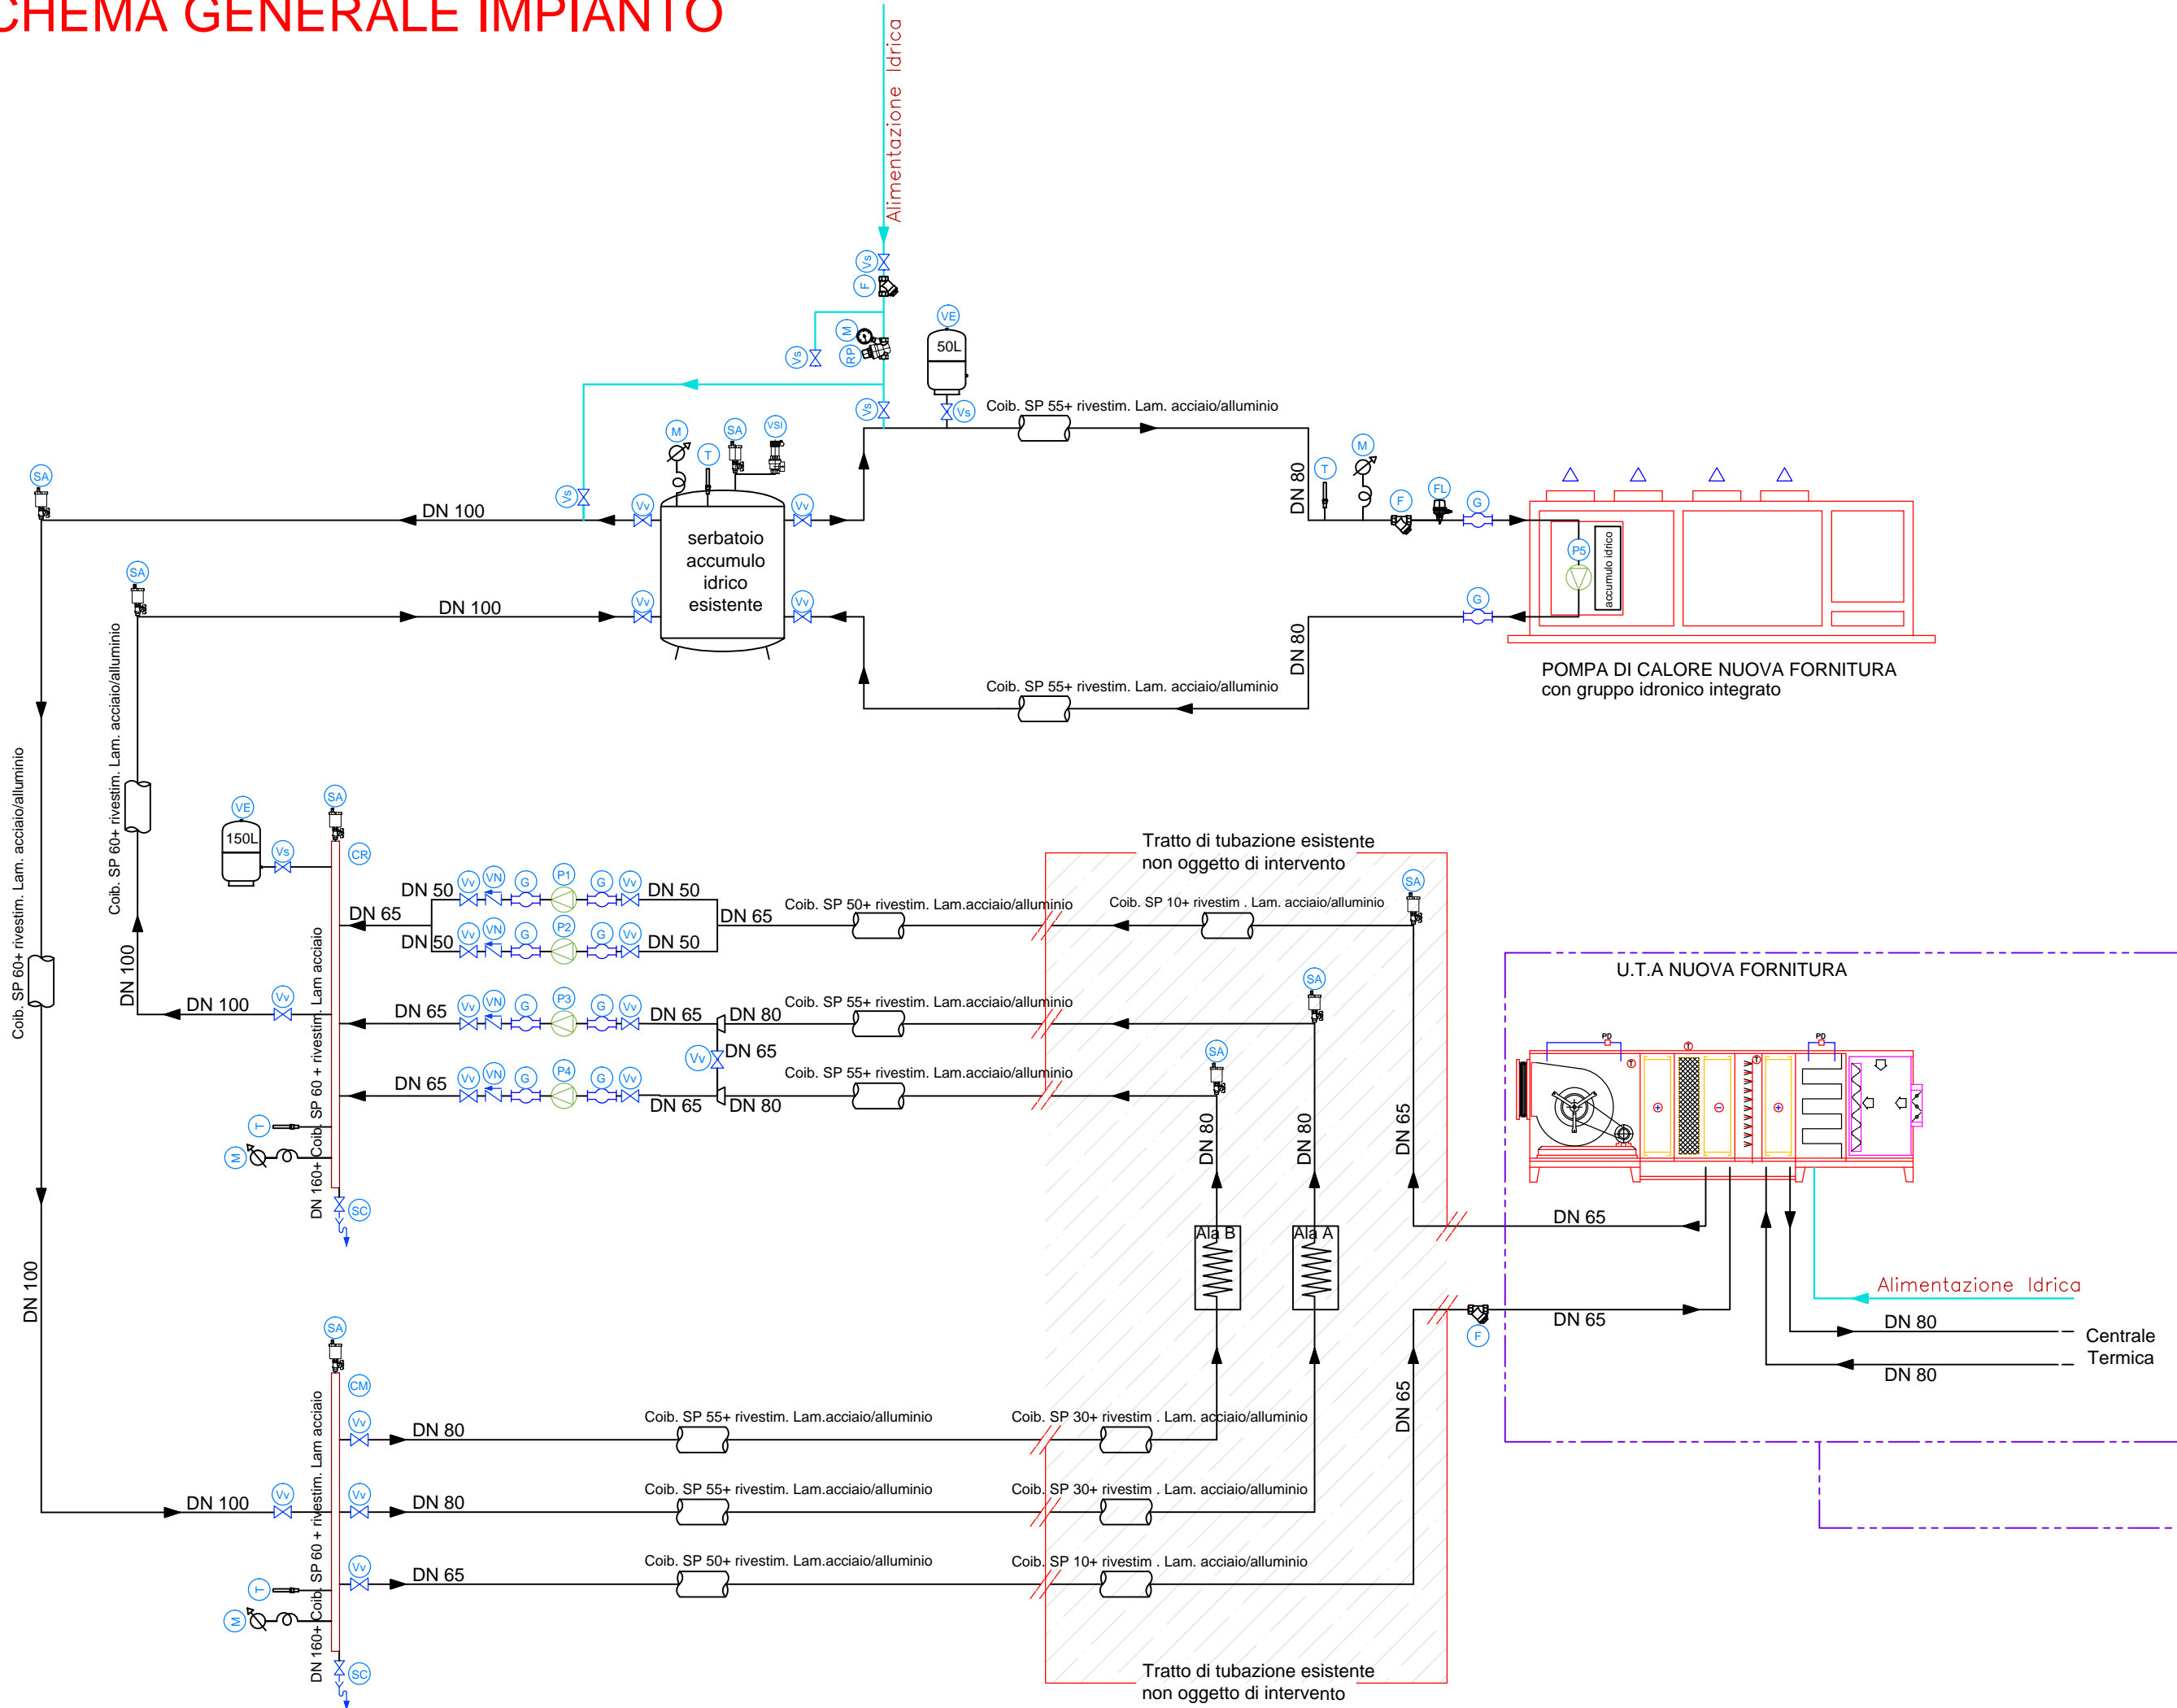 CHEMA GENERALE IMPIANTO
Alimentazione Idrica
Vs
F
M
RP
Vs
Vs
VE
50L
Vs
Coib. SP 55+ rivestim. Lam. acciaio/alluminio
M
T
SA
VSI
Vs
Vv
Vv
DN 100
SA
SA
DN 100
Vv
Vv
serbatoio
accumulo
idrico
esistente
DN 80
T
M
F
FL
G
P5
accumulo idrico
G
DN 80
Coib. SP 55+ rivestim. Lam. acciaio/alluminio
POMPA DI CALORE NUOVA FORNITURA
con gruppo idronico integrato
Coib. SP 60+ rivestim. Lam. acciaio/alluminio
Coib. SP 60+ rivestim. Lam. acciaio/alluminio
DN 100
DN 100
VE
150L
Vs
SA
CR
DN 100
Vv
DN 160+ Coib. SP 60 + rivestim. Lam acciaio
T
M
SC
DN 65
DN 50
Vv
VN
G
P1
G
Vv
DN 50
DN 50
Vv
VN
G
P2
G
Vv
DN 50
DN 65
Coib. SP 50+ rivestim. Lam.acciaio/alluminio
DN 65
Vv
VN
G
P3
G
Vv
DN 65
DN 80
Coib. SP 55+ rivestim. Lam.acciaio/alluminio
Vv
DN 65
DN 65
Vv
VN
G
P4
G
Vv
DN 65
DN 80
Coib. SP 55+ rivestim. Lam.acciaio/alluminio
Tratto di tubazione esistente
non oggetto di intervento
Coib. SP 10+ rivestim . Lam. acciaio/alluminio
SA
SA
SA
DN 80
DN 80
DN 65
Ala B
Ala A
DN 65
U.T.A NUOVA FORNITURA
PD
PD
T
T
T
+
−
+
DN 65
F
DN 65
Alimentazione Idrica
DN 80
DN 80
Centrale
Termica
SA
CM
DN 160+ Coib. SP 60 + rivestim. Lam acciaio
DN 100
Vv
T
M
SC
Vv
DN 80
Coib. SP 55+ rivestim. Lam.acciaio/alluminio
Coib. SP 30+ rivestim . Lam. acciaio/alluminio
Vv
DN 80
Coib. SP 55+ rivestim. Lam.acciaio/alluminio
Coib. SP 30+ rivestim . Lam. acciaio/alluminio
Vv
DN 65
Coib. SP 50+ rivestim. Lam.acciaio/alluminio
Coib. SP 10+ rivestim . Lam. acciaio/alluminio
Tratto di tubazione esistente
non oggetto di intervento